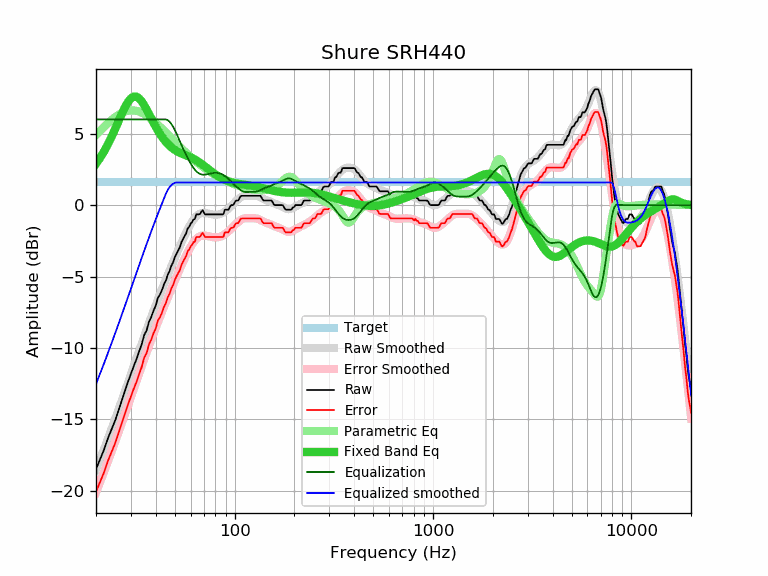 Shure SRH440
Amplitude (dBr)
5
0
−5
−10
−15
−20
Target
Raw Smoothed
Error Smoothed
Raw
Error
Parametric Eq
Fixed Band Eq
Equalization
Equalized smoothed
100
1000
10000
Frequency (Hz)